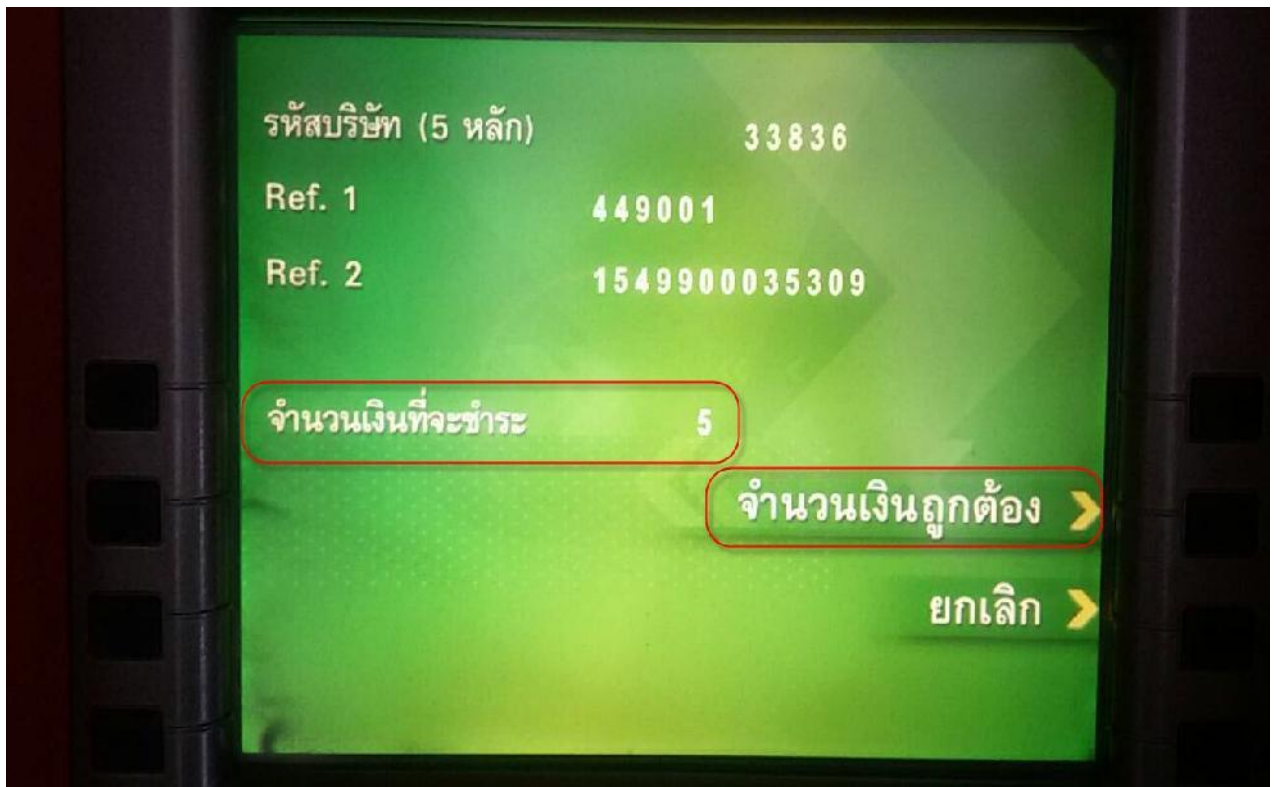 รหัสบริษัท (5 หลัก) 33836
Ref. 1 449001
Ref. 2 1549900035309
จำนวนเงินที่จะชำระ 5
จำนวนเงินถูกต้อง
ยกเลิก